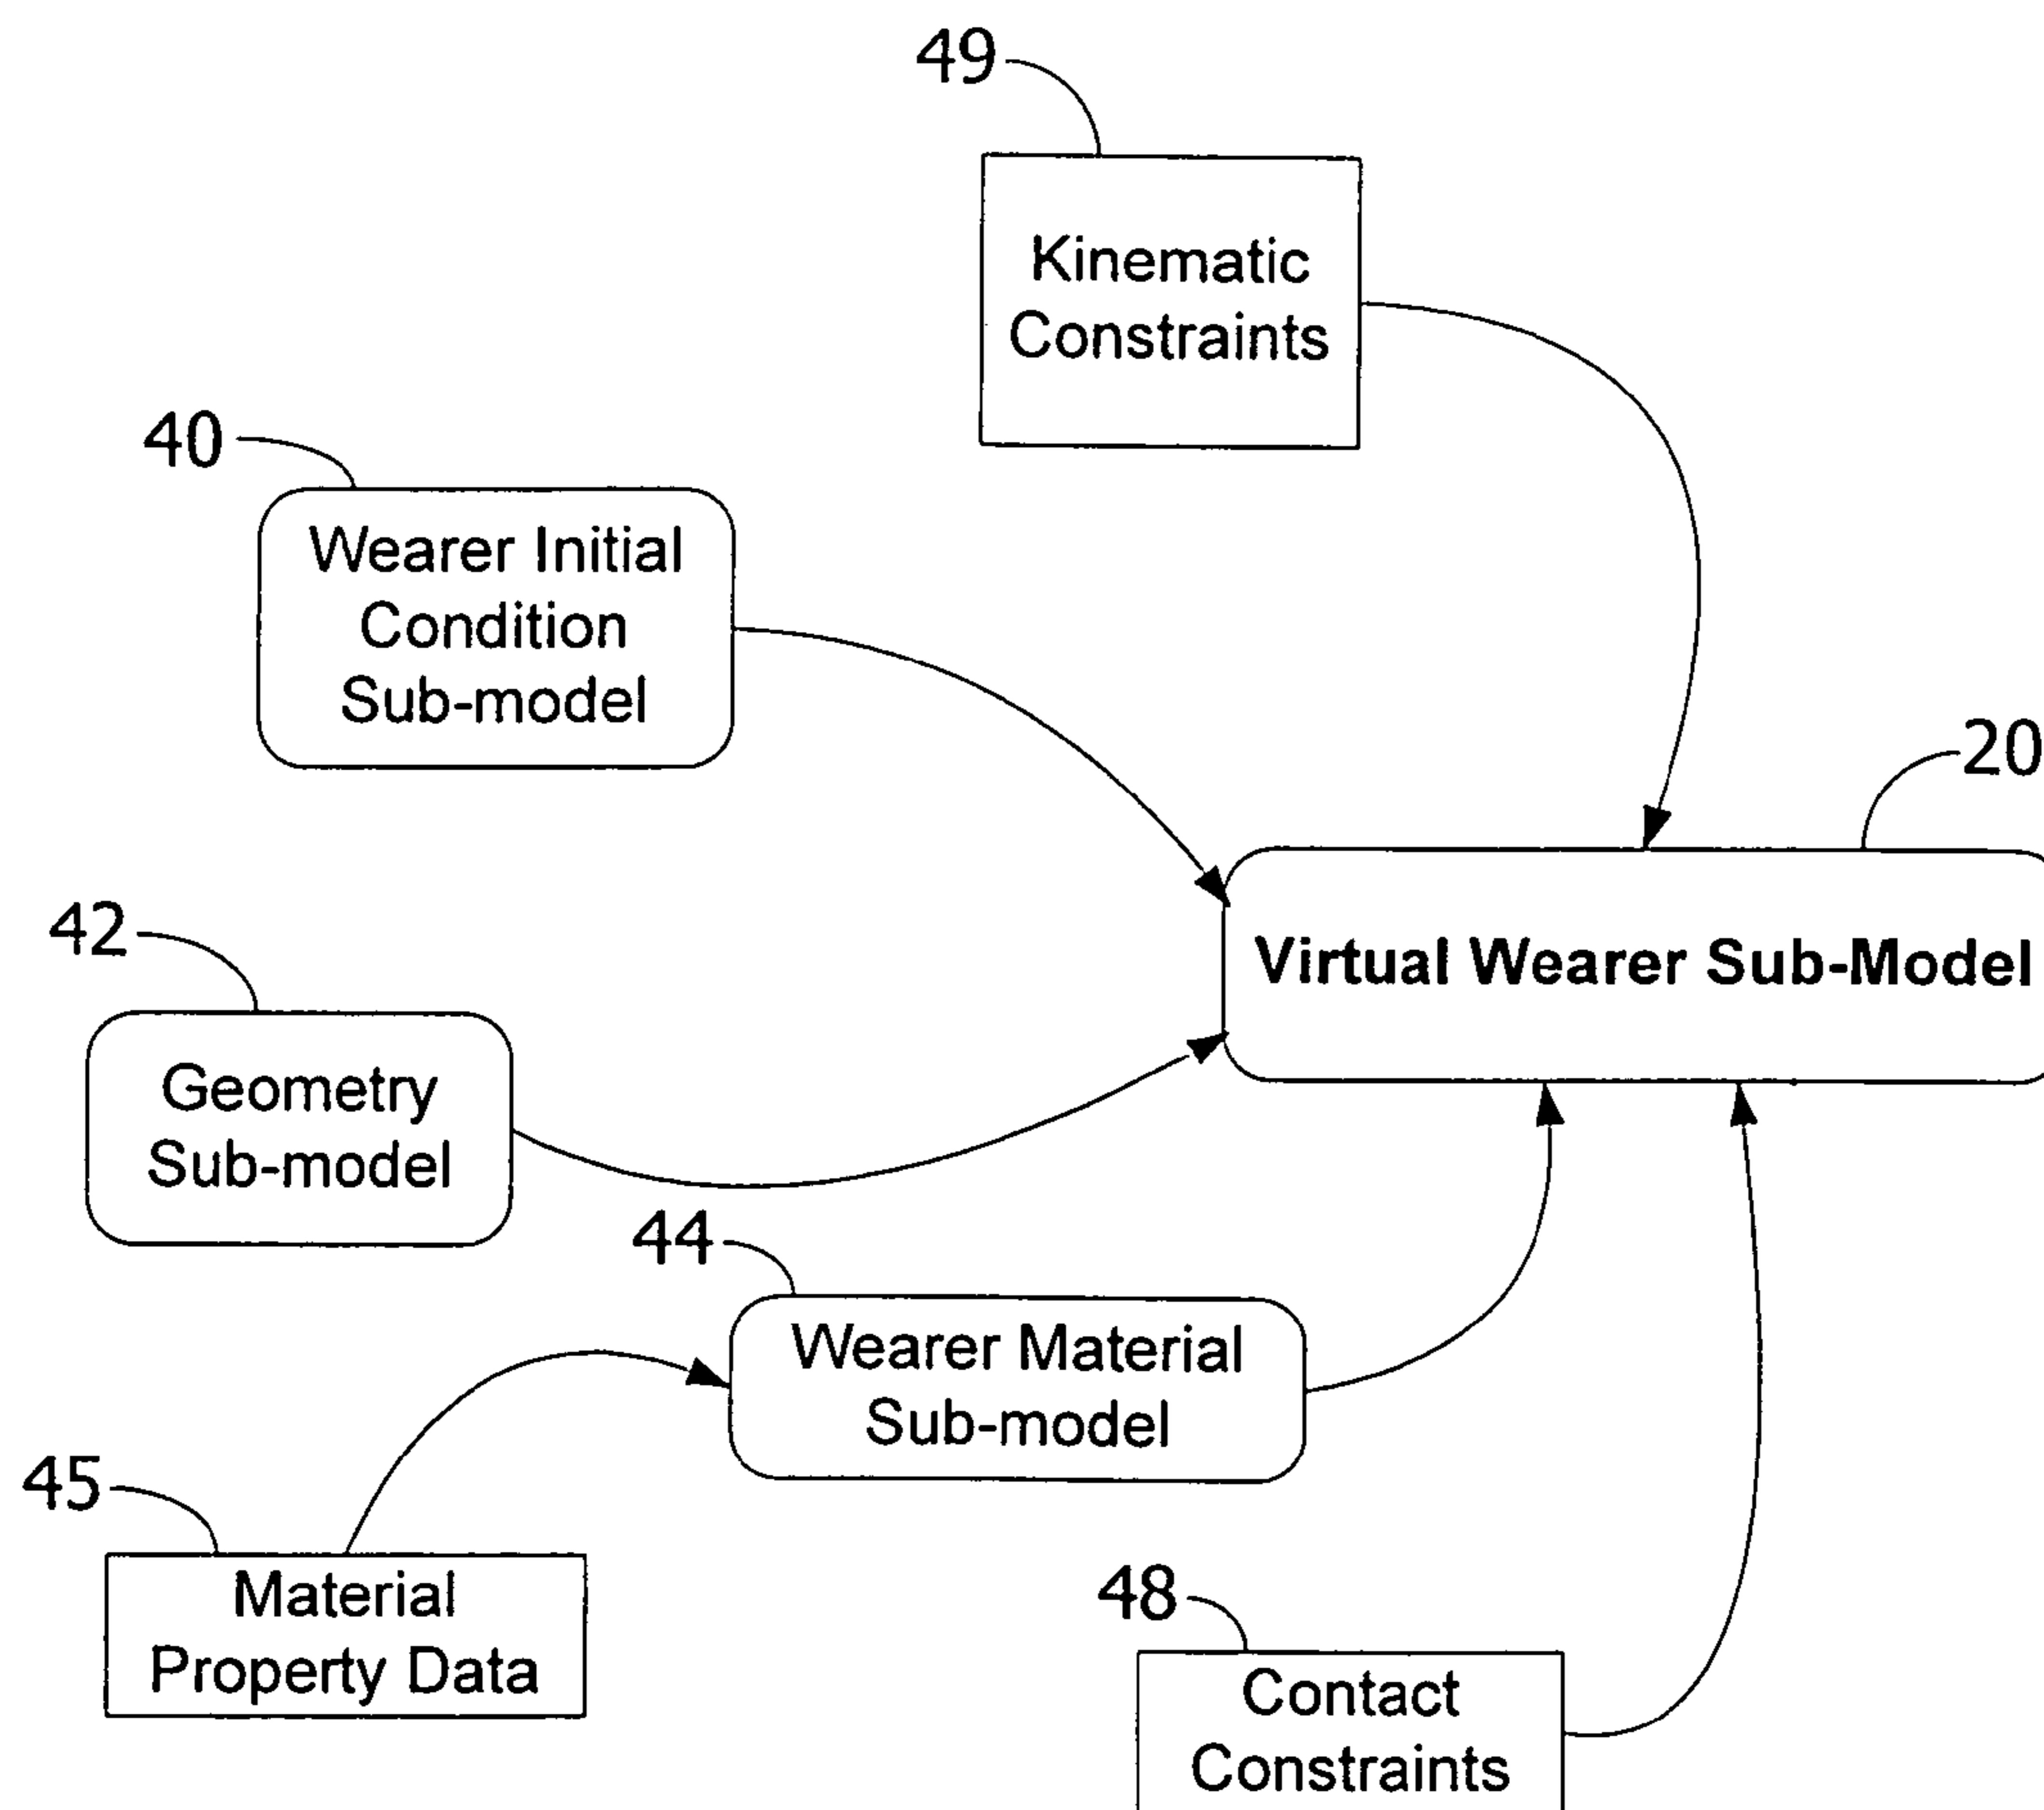 49
Kinematic
Constraints
40
Wearer Initial
Condition
Sub-model
20
Virtual Wearer Sub-Model
42
Geometry
Sub-model
44
Wearer Material
Sub-model
45
Material
Property Data
48
Contact
Constraints